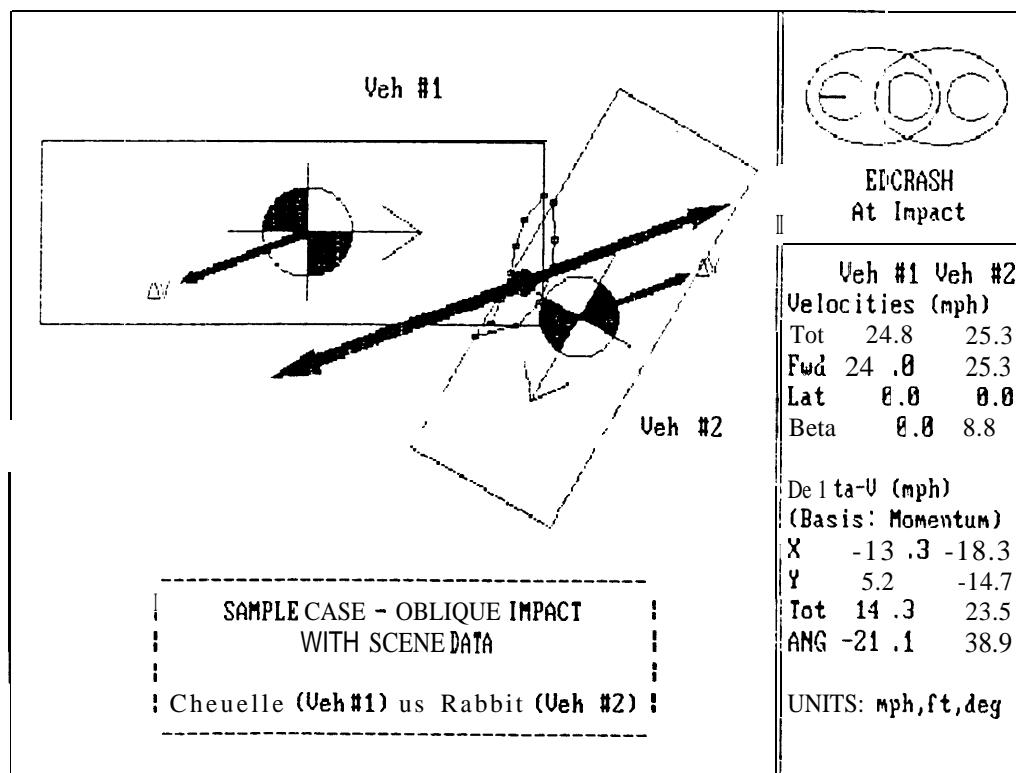 Veh #1
ΔV
ΔV
Veh #2
SAMPLE CASE - OBLIQUE IMPACT
WITH SCENE DATA
Cheuelle (Veh #1) us Rabbit (Veh #2)
EDC
EDCRASH
At Impact
Veh #1 Veh #2
Velocities (mph)
Tot 24.8 25.3
Fwd 24 .0 25.3
Lat 0.0 0.0
Beta 0.0 8.8
De 1 ta-V (mph)
(Basis: Momentum)
X -13 .3 -18.3
Y 5.2 -14.7
Tot 14 .3 23.5
ANG -21 .1 38.9
UNITS: mph,ft,deg